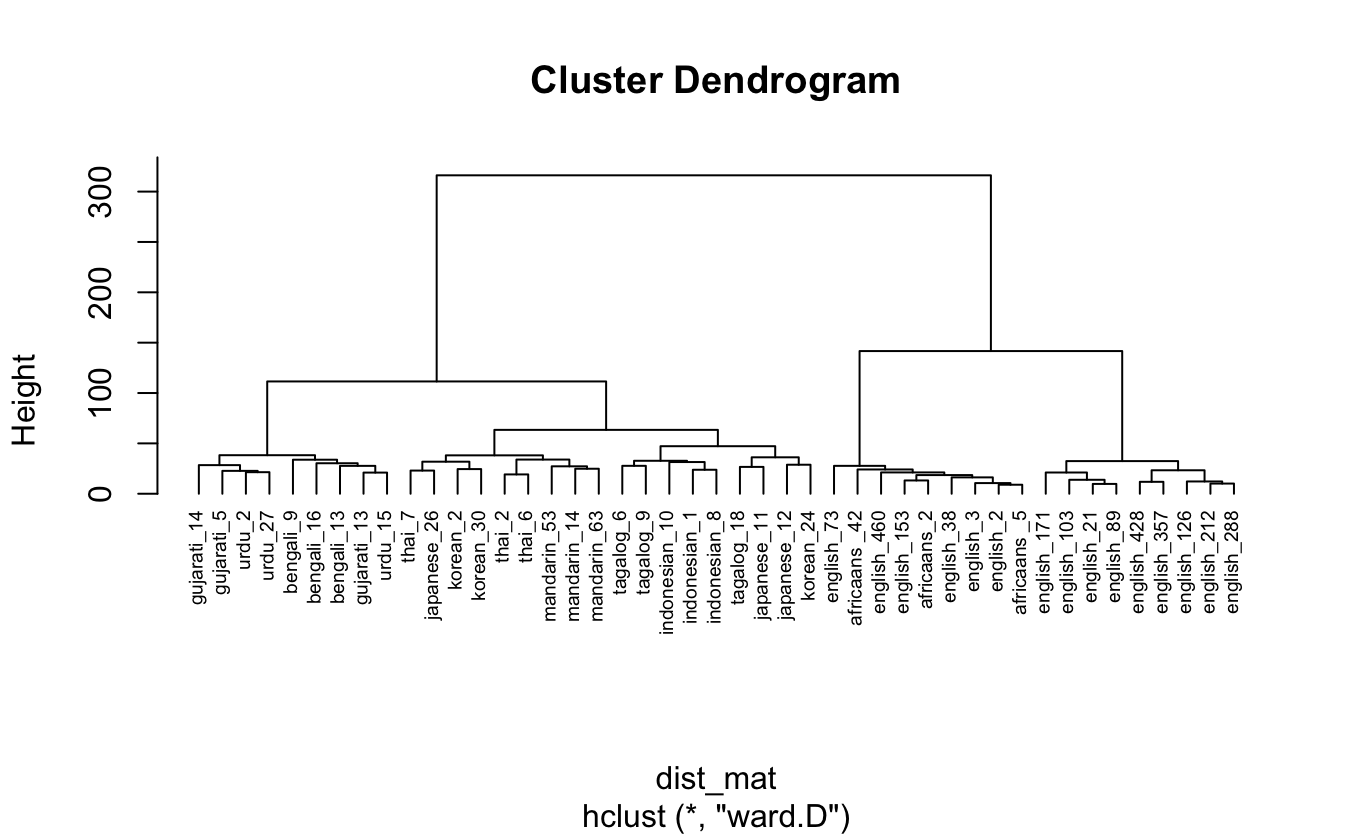 Cluster Dendrogram
Height
300
200
100
0
gujarati_14
gujarati_5
urdu_2
urdu_27
bengali_9
bengali_16
bengali_13
gujarati_13
urdu_15
thai_7
japanese_26
korean_2
korean_30
thai_2
thai_6
mandarin_53
mandarin_14
mandarin_63
tagalog_6
tagalog_9
indonesian_10
indonesian_1
indonesian_8
tagalog_18
japanese_11
japanese_12
korean_24
english_73
africaans_42
english_460
english_153
africaans_2
english_38
english_3
english_2
africaans_5
english_171
english_103
english_21
english_89
english_428
english_357
english_126
english_212
english_288
dist_mat
hclust (*, "ward.D")